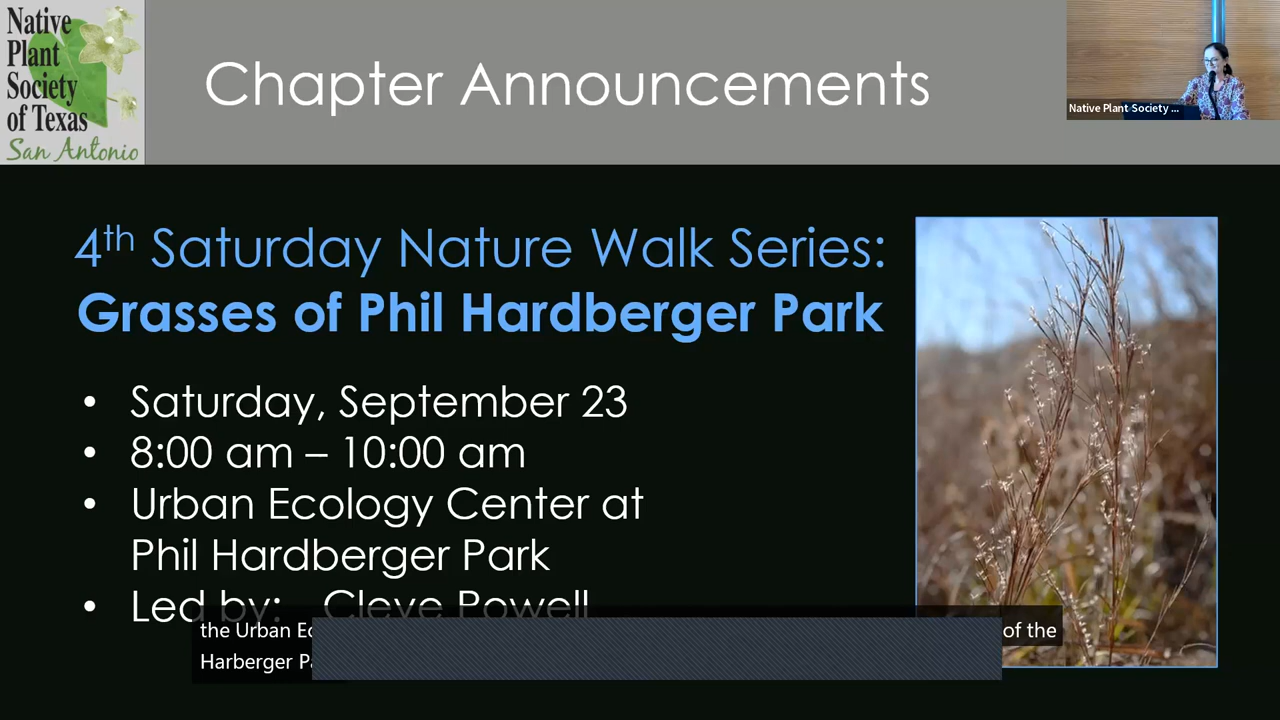 Native
Plant
Society
of Texas
San Antonio
Chapter Announcements
Native Plant Society ...
4th Saturday Nature Walk Series:
Grasses of Phil Hardberger Park
• Saturday, September 23
• 8:00 am – 10:00 am
• Urban Ecology Center at
Phil Hardberger Park
• Led by: Cleve Powell
the Urban of the
Harberger